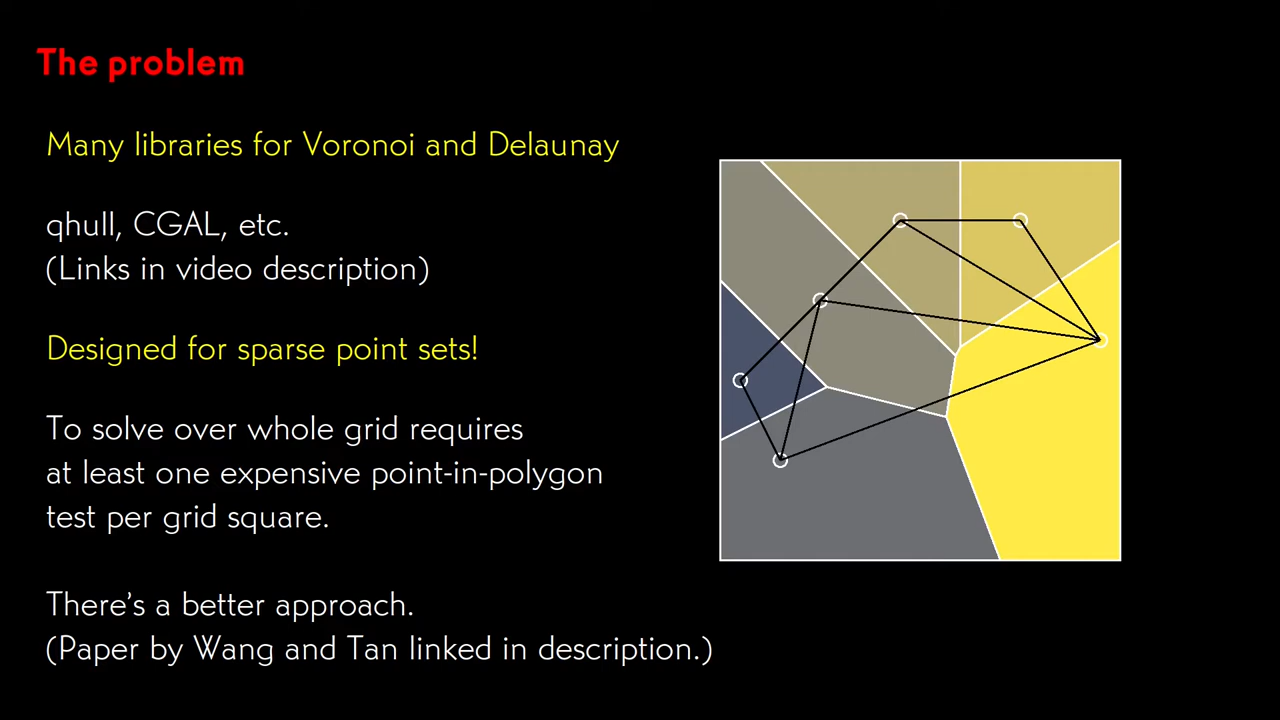 The problem
Many libraries for Voronoi and Delaunay
qhull, CGAL, etc.
(Links in video description)
Designed for sparse point sets!
To solve over whole grid requires
at least one expensive point-in-polygon
test per grid square.
There's a better approach.
(Paper by Wang and Tan linked in description.)